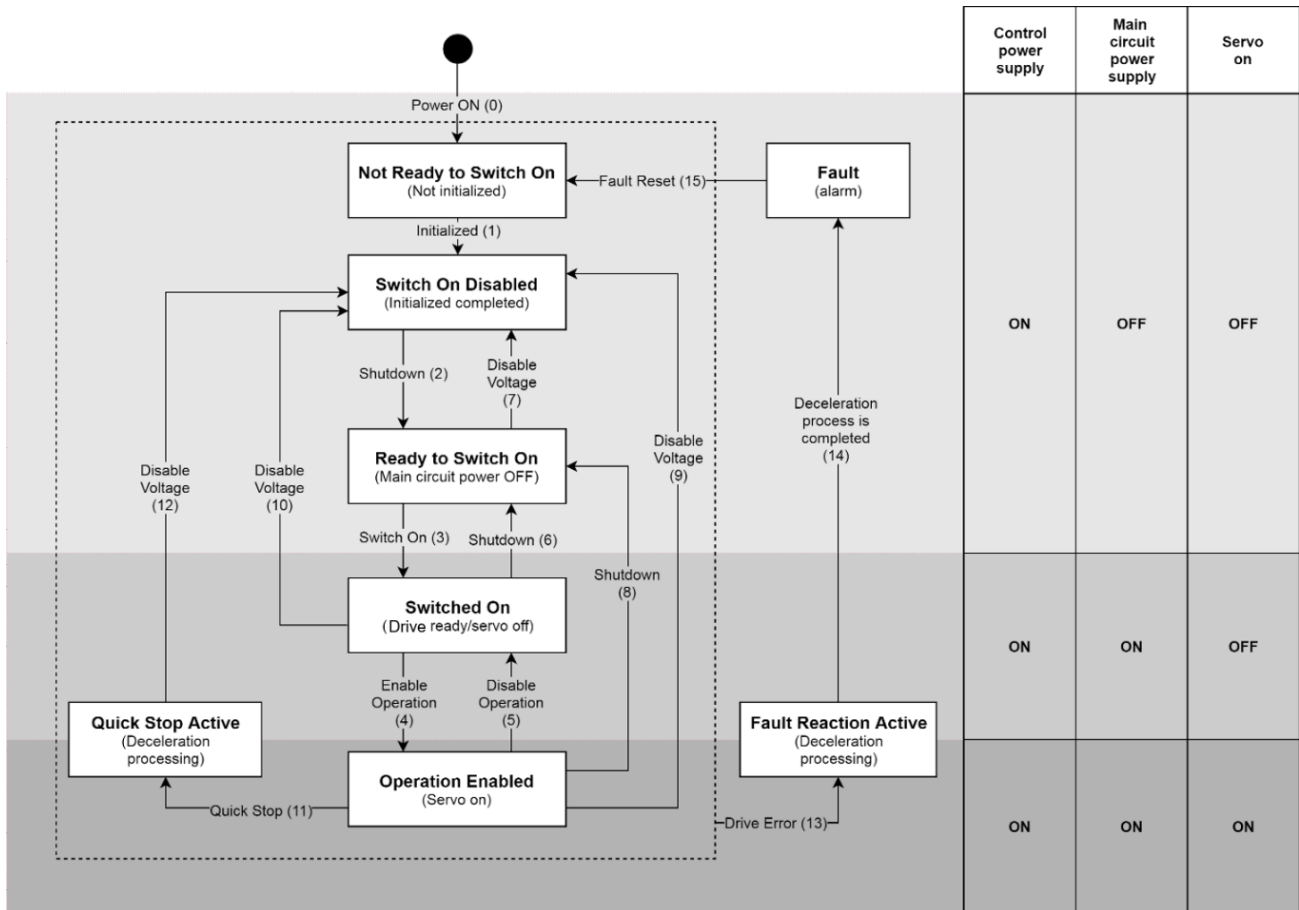 Control
power
supply
Main
circuit
power
supply
Servo
on
Power ON (0)
Not Ready to Switch On
(Not initialized)
Fault Reset (15)
Fault
(alarm)
Initialized (1)
Switch On Disabled
(Initialized completed)
ON
OFF
OFF
Shutdown (2)
Disable
Voltage
(7)
Deceleration
process is
completed
(14)
Disable
Voltage
(9)
Ready to Switch On
(Main circuit power OFF)
Disable
Voltage
(12)
Disable
Voltage
(10)
Switch On (3)
Shutdown (6)
Shutdown
(8)
Switched On
(Drive ready/servo off)
ON
ON
OFF
Enable
Operation
(4)
Disable
Operation
(5)
Quick Stop Active
(Deceleration
processing)
Fault Reaction Active
(Deceleration
processing)
Operation Enabled
(Servo on)
Quick Stop (11)
Drive Error (13)
ON
ON
ON